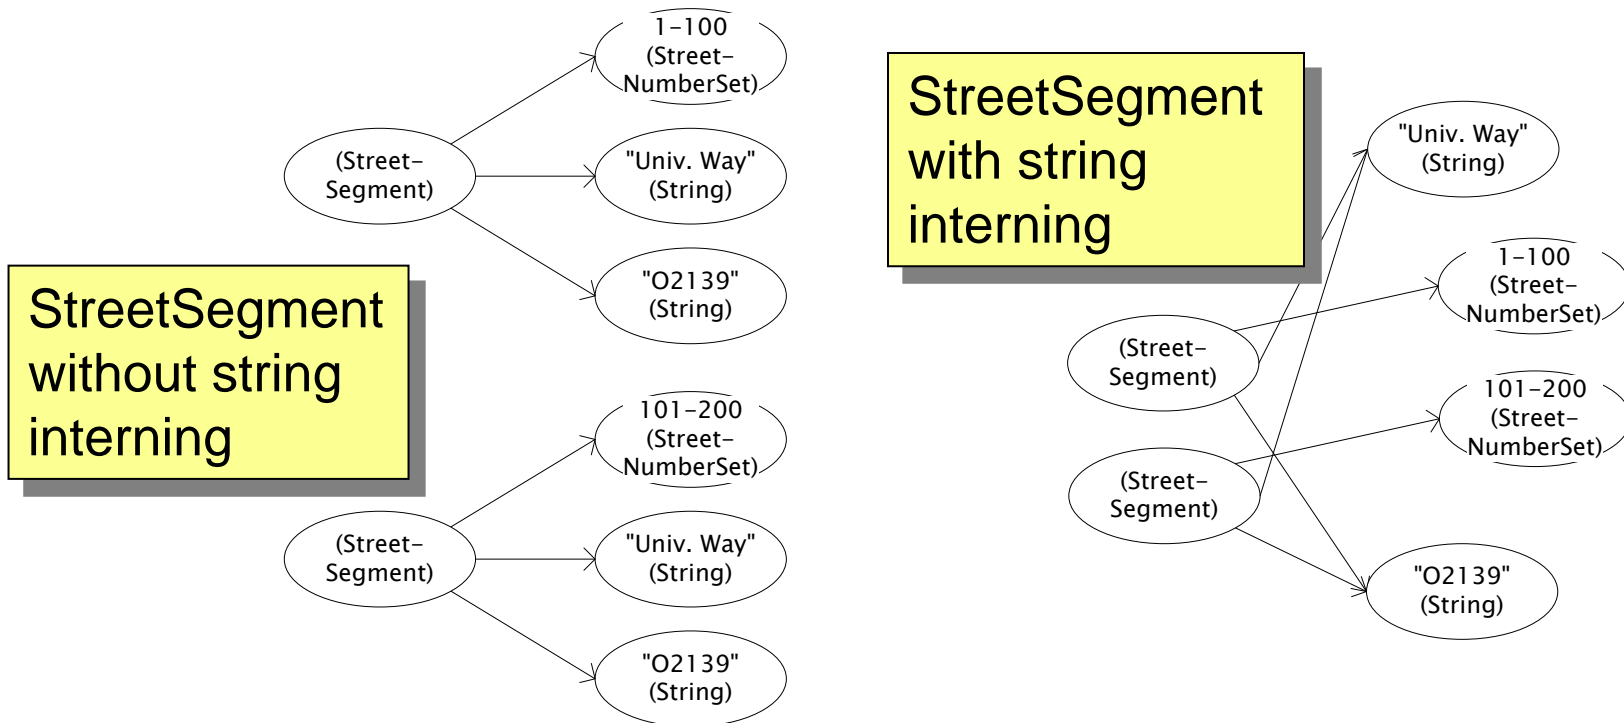 1–100
(Street–
NumberSet)
(Street–
Segment)
"Univ. Way"
(String)
"O2139"
(String)
StreetSegment
without string
interning
101–200
(Street–
NumberSet)
(Street–
Segment)
"Univ. Way"
(String)
"O2139"
(String)
StreetSegment
with string
interning
"Univ. Way"
(String)
1–100
(Street–
NumberSet)
(Street–
Segment)
101–200
(Street–
NumberSet)
(Street–
Segment)
"O2139"
(String)